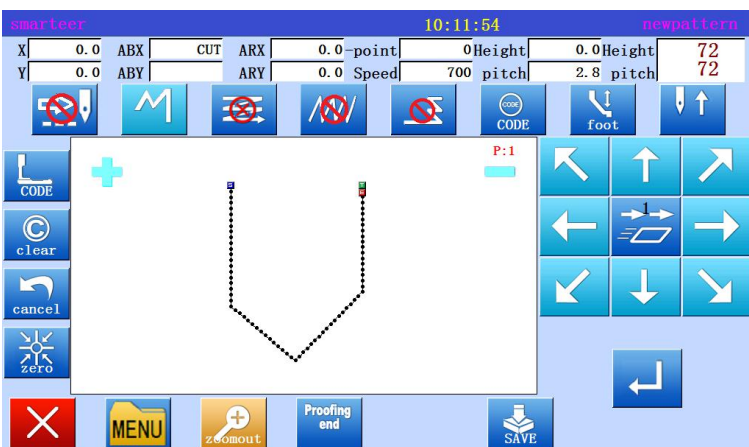 smarteer 10:11:54 newpattern
X 0.0 ABX CUT ARX 0.0 -point 0 Height 0.0 Height 72
Y 0.0 ABY ARY 0.0 Speed 700 pitch 2.8 pitch 72
CODE
CODE foot
P:1
CODE
1
clear
cancel
zero
MENU
zoomout
Proofing
end
SAVE